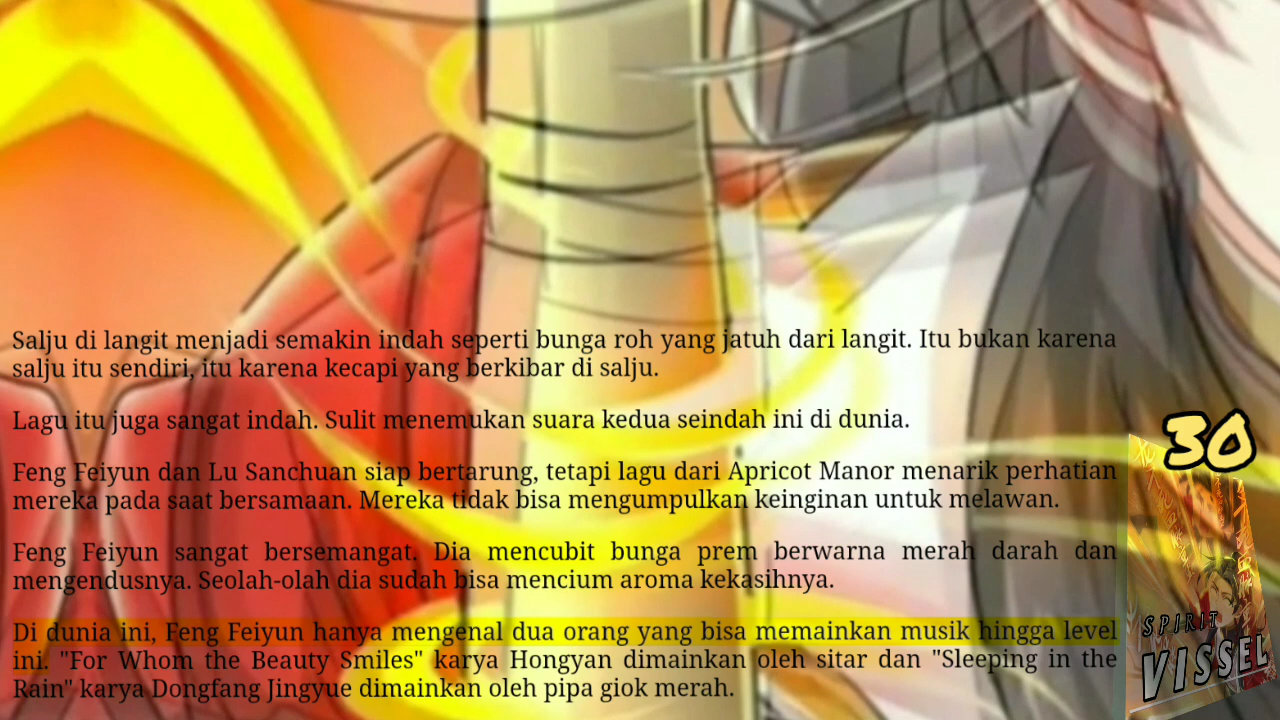 Salju di langit menjadi semakin indah seperti bunga roh yang jatuh dari langit. Itu bukan karena
salju itu sendiri, itu karena kecapi yang berkibar di salju.
Lagu itu juga sangat indah. Sulit menemukan suara kedua seindah ini di dunia.
Feng Feiyun dan Lu Sanchuan siap bertarung, tetapi lagu dari Apricot Manor menarik perhatian
mereka pada saat bersamaan. Mereka tidak bisa mengumpulkan keinginan untuk melawan.
Feng Feiyun sangat bersemangat. Dia mencubit bunga prem berwarna merah darah dan
mengendusnya. Seolah-olah dia sudah bisa mencium aroma kekasihnya.
Di dunia ini, Feng Feiyun hanya mengenal dua orang yang bisa memainkan musik hingga level
ini. "For Whom the Beauty Smiles" karya Hongyan dimainkan oleh sitar dan "Sleeping in the
Rain" karya Dongfang Jingyue dimainkan oleh pipa giok merah.
30
SPIRIT
VISSEL